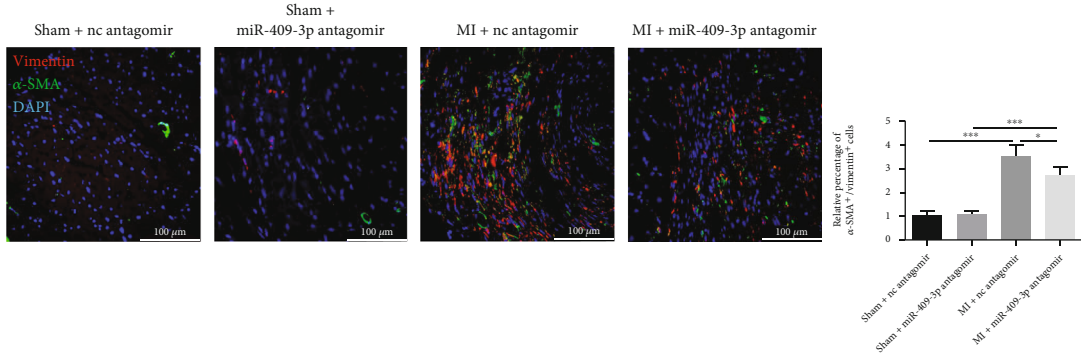 Sham + nc antagomir
Sham +
miR-409-3p antagomir
MI + nc antagomir
MI + miR-409-3p antagomir
Vimentin
α-SMA
DAPI
100 μm
100 μm
100 μm
100 μm
Relative percentage of
α-SMA⁺/vimentin⁺ cells
5
4
3
2
1
0
***
***
*
Sham + nc antagomir
Sham + miR-409-3p antagomir
MI + nc antagomir
MI + miR-409-3p antagomir